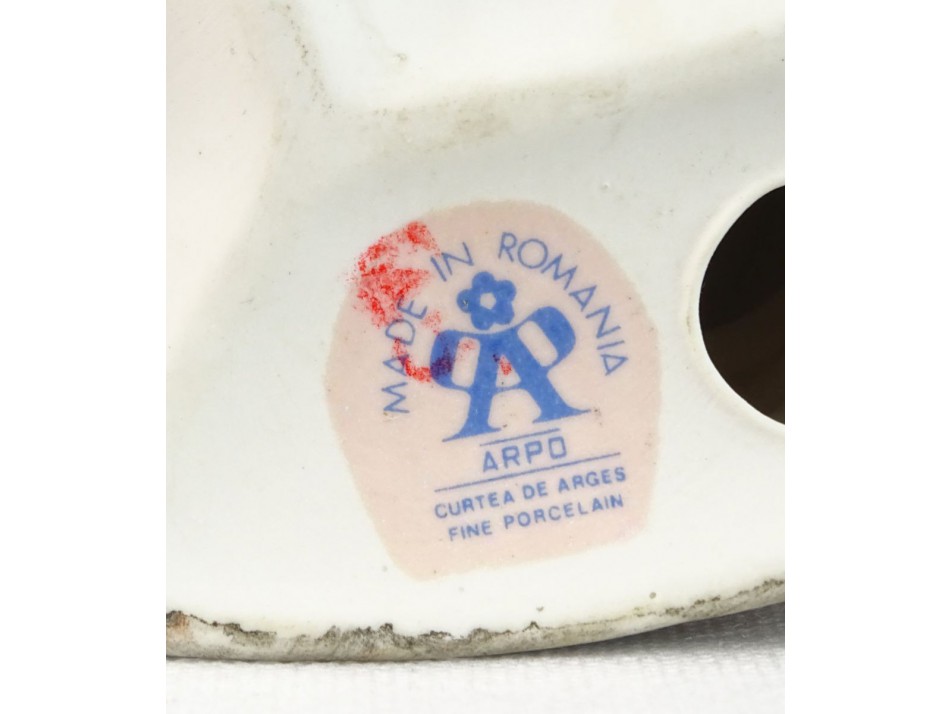 MADE IN ROMANIA
ARPO
CURTEA DE ARGES
FINE PORCELAIN